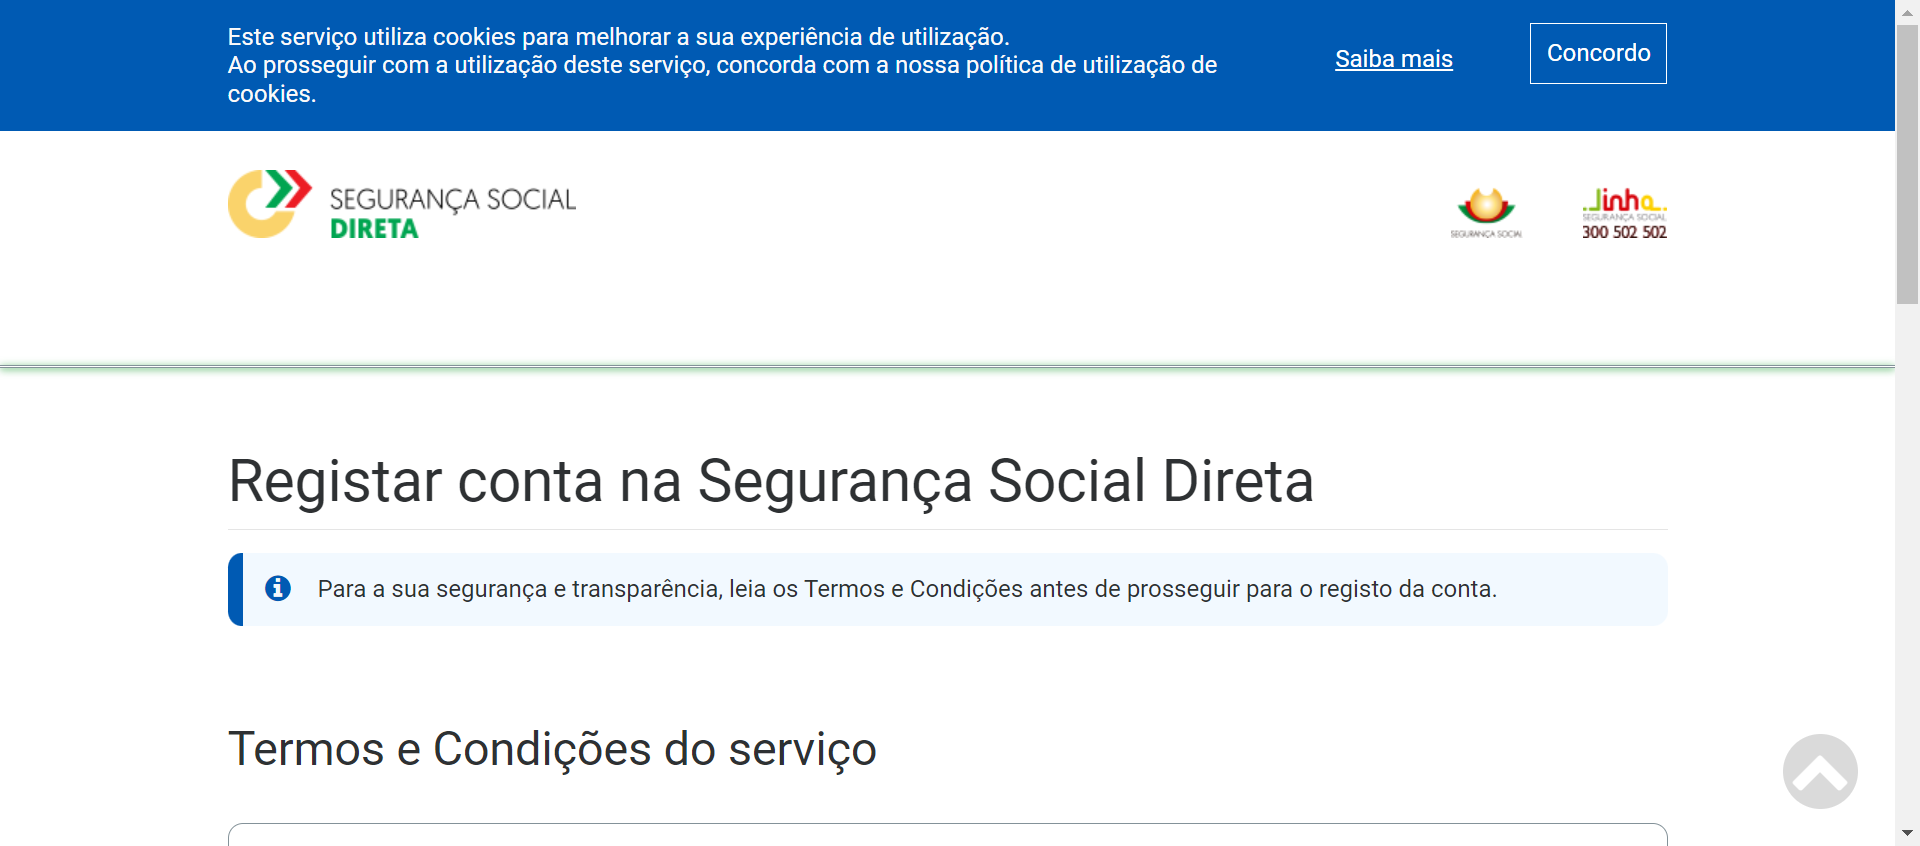 Este serviço utiliza cookies para melhorar a sua experiência de utilização.
Ao prosseguir com a utilização deste serviço, concorda com a nossa política de utilização de
cookies.
Saiba mais
Concordo
SEGURANÇA SOCIAL
DIRETA
SEGURANÇA SOCIAL
linha
SEGURANÇA SOCIAL
300 502 502
Registar conta na Segurança Social Direta
Para a sua segurança e transparência, leia os Termos e Condições antes de prosseguir para o registo da conta.
Termos e Condições do serviço